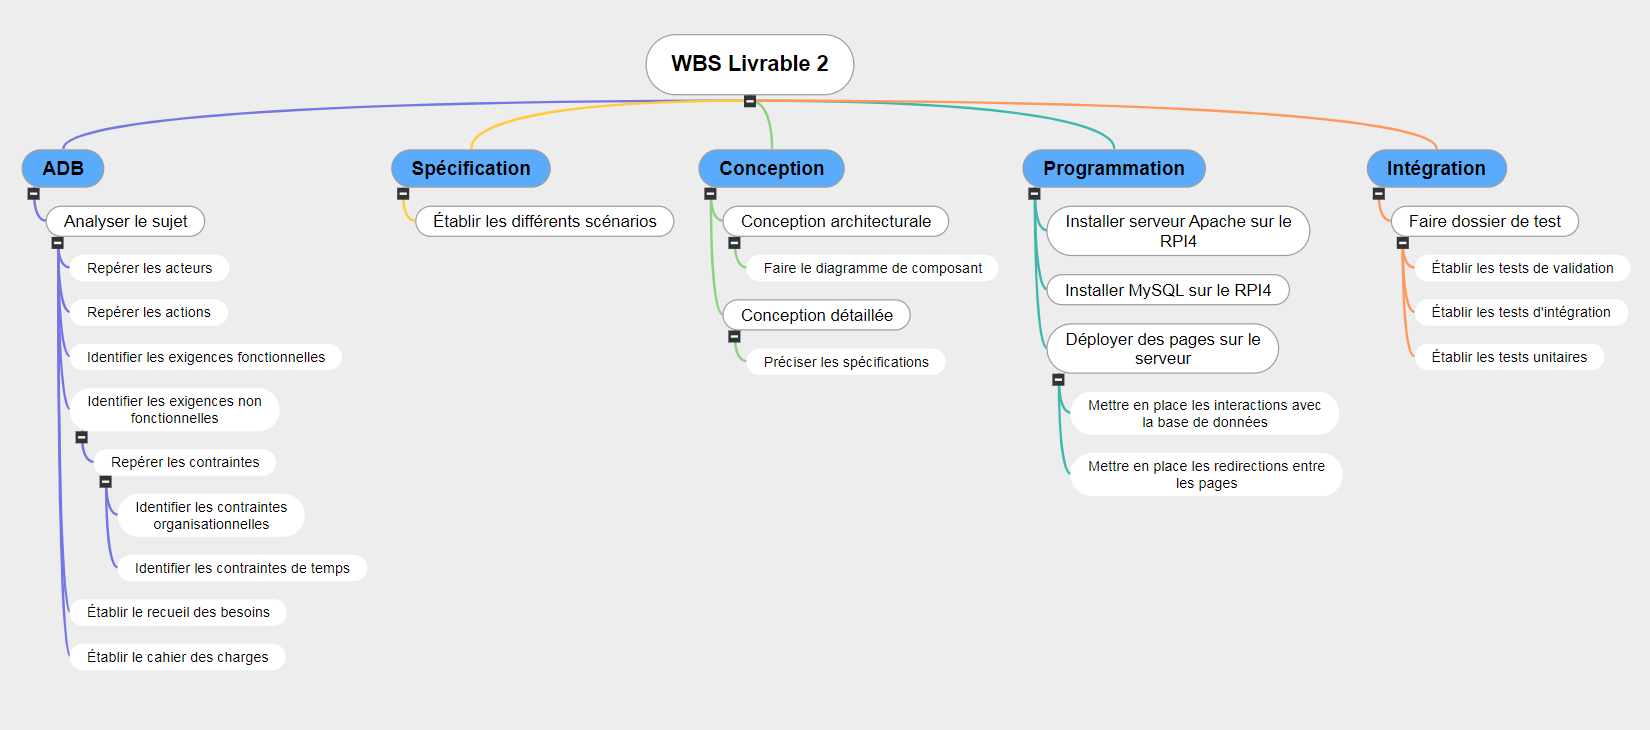 WBS Livrable 2
ADB
Analyser le sujet
Repérer les acteurs
Repérer les actions
Identifier les exigences fonctionnelles
Identifier les exigences non
fonctionnelles
Repérer les contraintes
Identifier les contraintes
organisationnelles
Identifier les contraintes de temps
Établir le recueil des besoins
Établir le cahier des charges
Spécification
Établir les différents scénarios
Conception
Conception architecturale
Faire le diagramme de composant
Conception détaillée
Préciser les spécifications
Programmation
Installer serveur Apache sur le
RPI4
Installer MySQL sur le RPI4
Déployer des pages sur le
serveur
Mettre en place les interactions avec
la base de données
Mettre en place les redirections entre
les pages
Intégration
Faire dossier de test
Établir les tests de validation
Établir les tests d'intégration
Établir les tests unitaires